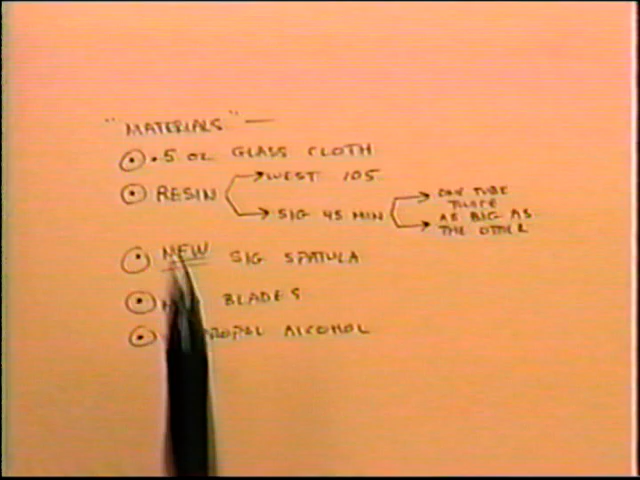 "MATERIALS" —
.5 OZ GLASS CLOTH
RESIN
WEST 105
SIG 45 MIN
ONE TUBE
TWICE
AS BIG AS
THE OTHER
NEW SIG SPATULA
BLADES
ALCOHOL